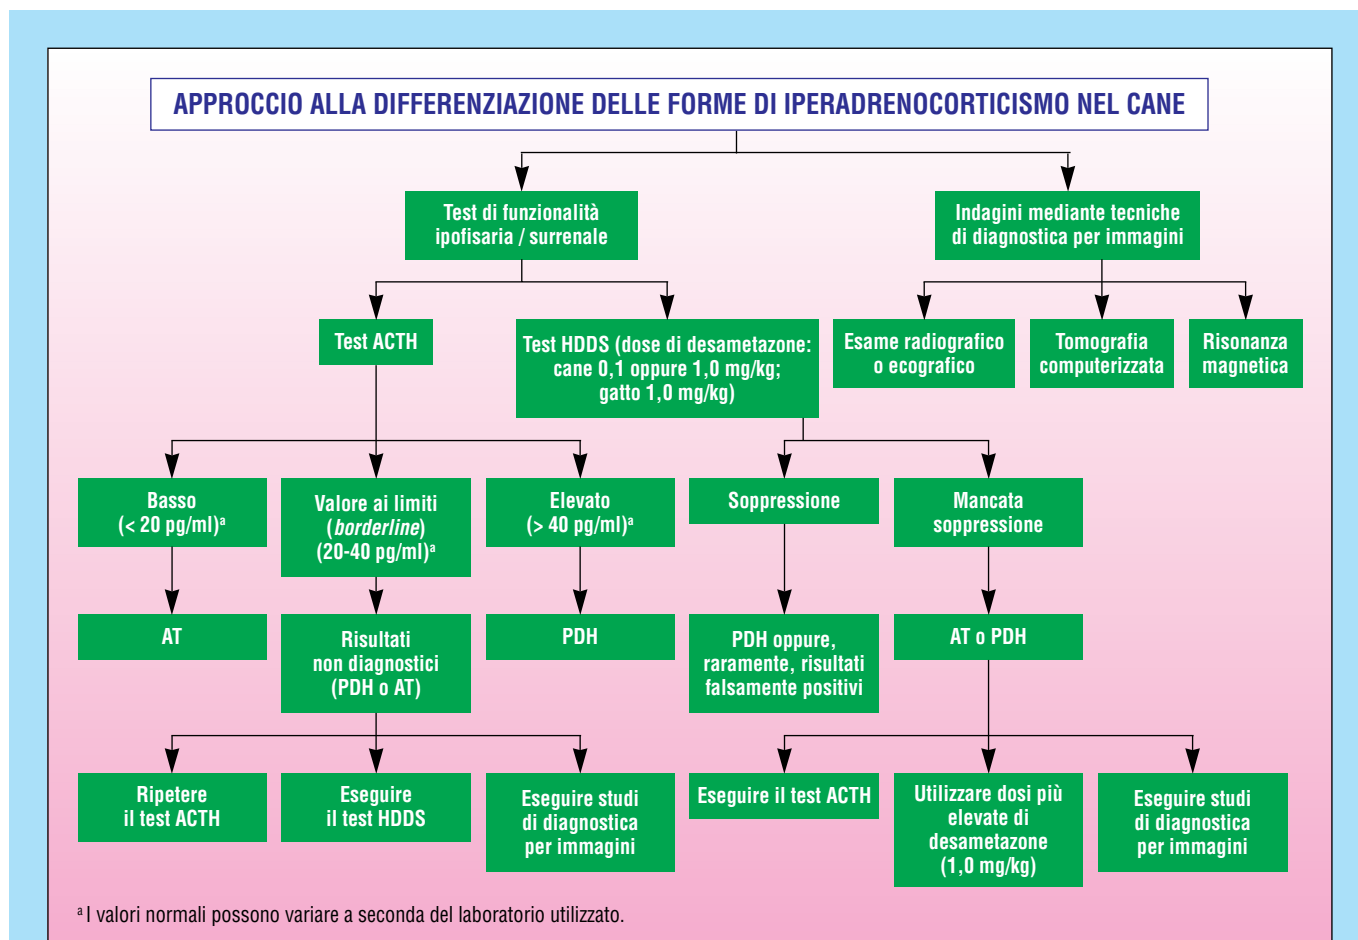 APPROCCIO ALLA DIFFERENZIAZIONE DELLE FORME DI IPERADRENOCORTICISMO NEL CANE
Test di funzionalità
ipofisaria / surrenale
Indagini mediante tecniche
di diagnostica per immagini
Test ACTH
Test HDDS (dose di desametazone:
cane 0,1 oppure 1,0 mg/kg;
gatto 1,0 mg/kg)
Esame radiografico
o ecografico
Tomografia
computerizzata
Risonanza
magnetica
Basso
(< 20 pg/ml)ᵃ
Valore ai limiti
(borderline)
(20-40 pg/ml)ᵃ
Elevato
(> 40 pg/ml)ᵃ
Soppressione
Mancata
soppressione
AT
Risultati
non diagnostici
(PDH o AT)
PDH
PDH oppure,
raramente, risultati
falsamente positivi
AT o PDH
Ripetere
il test ACTH
Eseguire
il test HDDS
Eseguire studi
di diagnostica
per immagini
Eseguire il test ACTH
Utilizzare dosi più
elevate di
desametazone
(1,0 mg/kg)
Eseguire studi
di diagnostica
per immagini
ᵃ I valori normali possono variare a seconda del laboratorio utilizzato.